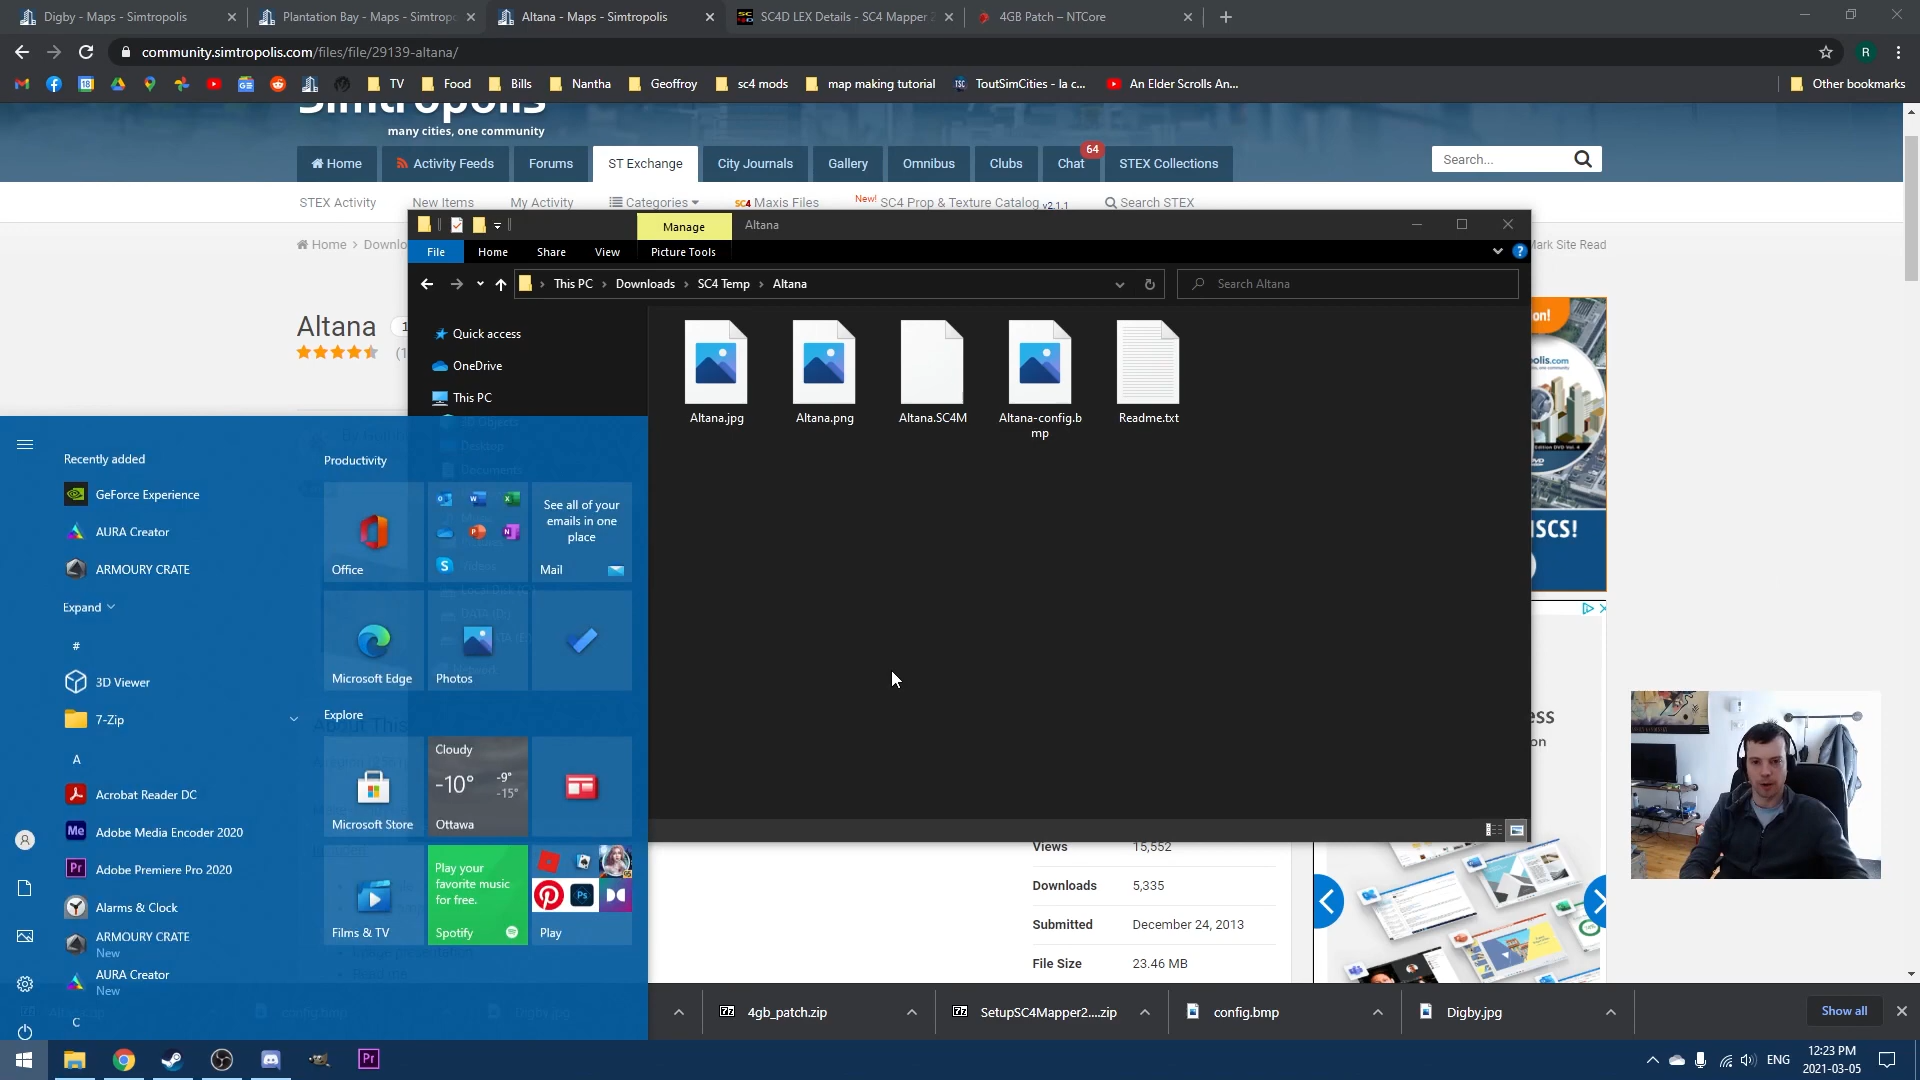 Digby - Maps - Simtropolis
Plantation Bay - Maps - Simtropo
Altana - Maps - Simtropolis
SC4D LEX Details - SC4 Mapper 2
4GB Patch – NTCore
community.simtropolis.com/files/file/29139-altana/
R
TV
Food
Bills
Nantha
Geoffroy
sc4 mods
map making tutorial
ToutSimCities - la c...
An Elder Scrolls An...
Other bookmarks
Simtropolis
many cities, one community
Home
Activity Feeds
Forums
ST Exchange
City Journals
Gallery
Omnibus
Clubs
Chat
64
STEX Collections
Search...
STEX Activity
New Items
My Activity
Categories
SC4 Maxis Files
New! SC4 Prop & Texture Catalog v2.1.1
Search STEX
Home > Downlo
Mark Site Read
Altana
Manage
Altana
File
Home
Share
View
Picture Tools
This PC > Downloads > SC4 Temp > Altana
Search Altana
Quick access
OneDrive
This PC
Altana.jpg
Altana.png
Altana.SC4M
Altana-config.b
mp
Readme.txt
Recently added
GeForce Experience
AURA Creator
ARMOURY CRATE
Expand
#
3D Viewer
7-Zip
A
Acrobat Reader DC
Adobe Media Encoder 2020
Adobe Premiere Pro 2020
Alarms & Clock
ARMOURY CRATE
New
AURA Creator
New
C
Productivity
Office
See all of your
emails in one
place
Mail
Microsoft Edge
Photos
Explore
Microsoft Store
Cloudy
-10°
-9°
-15°
Ottawa
Films & TV
Play your
favorite music
for free.
Spotify
Play
About This
Views 15,552
Downloads 5,335
Submitted December 24, 2013
File Size 23.46 MB
on!
olis.com
ISCS!
ess
on
4gb_patch.zip
SetupSC4Mapper2....zip
config.bmp
Digby.jpg
Show all
ENG
12:23 PM
2021-03-05